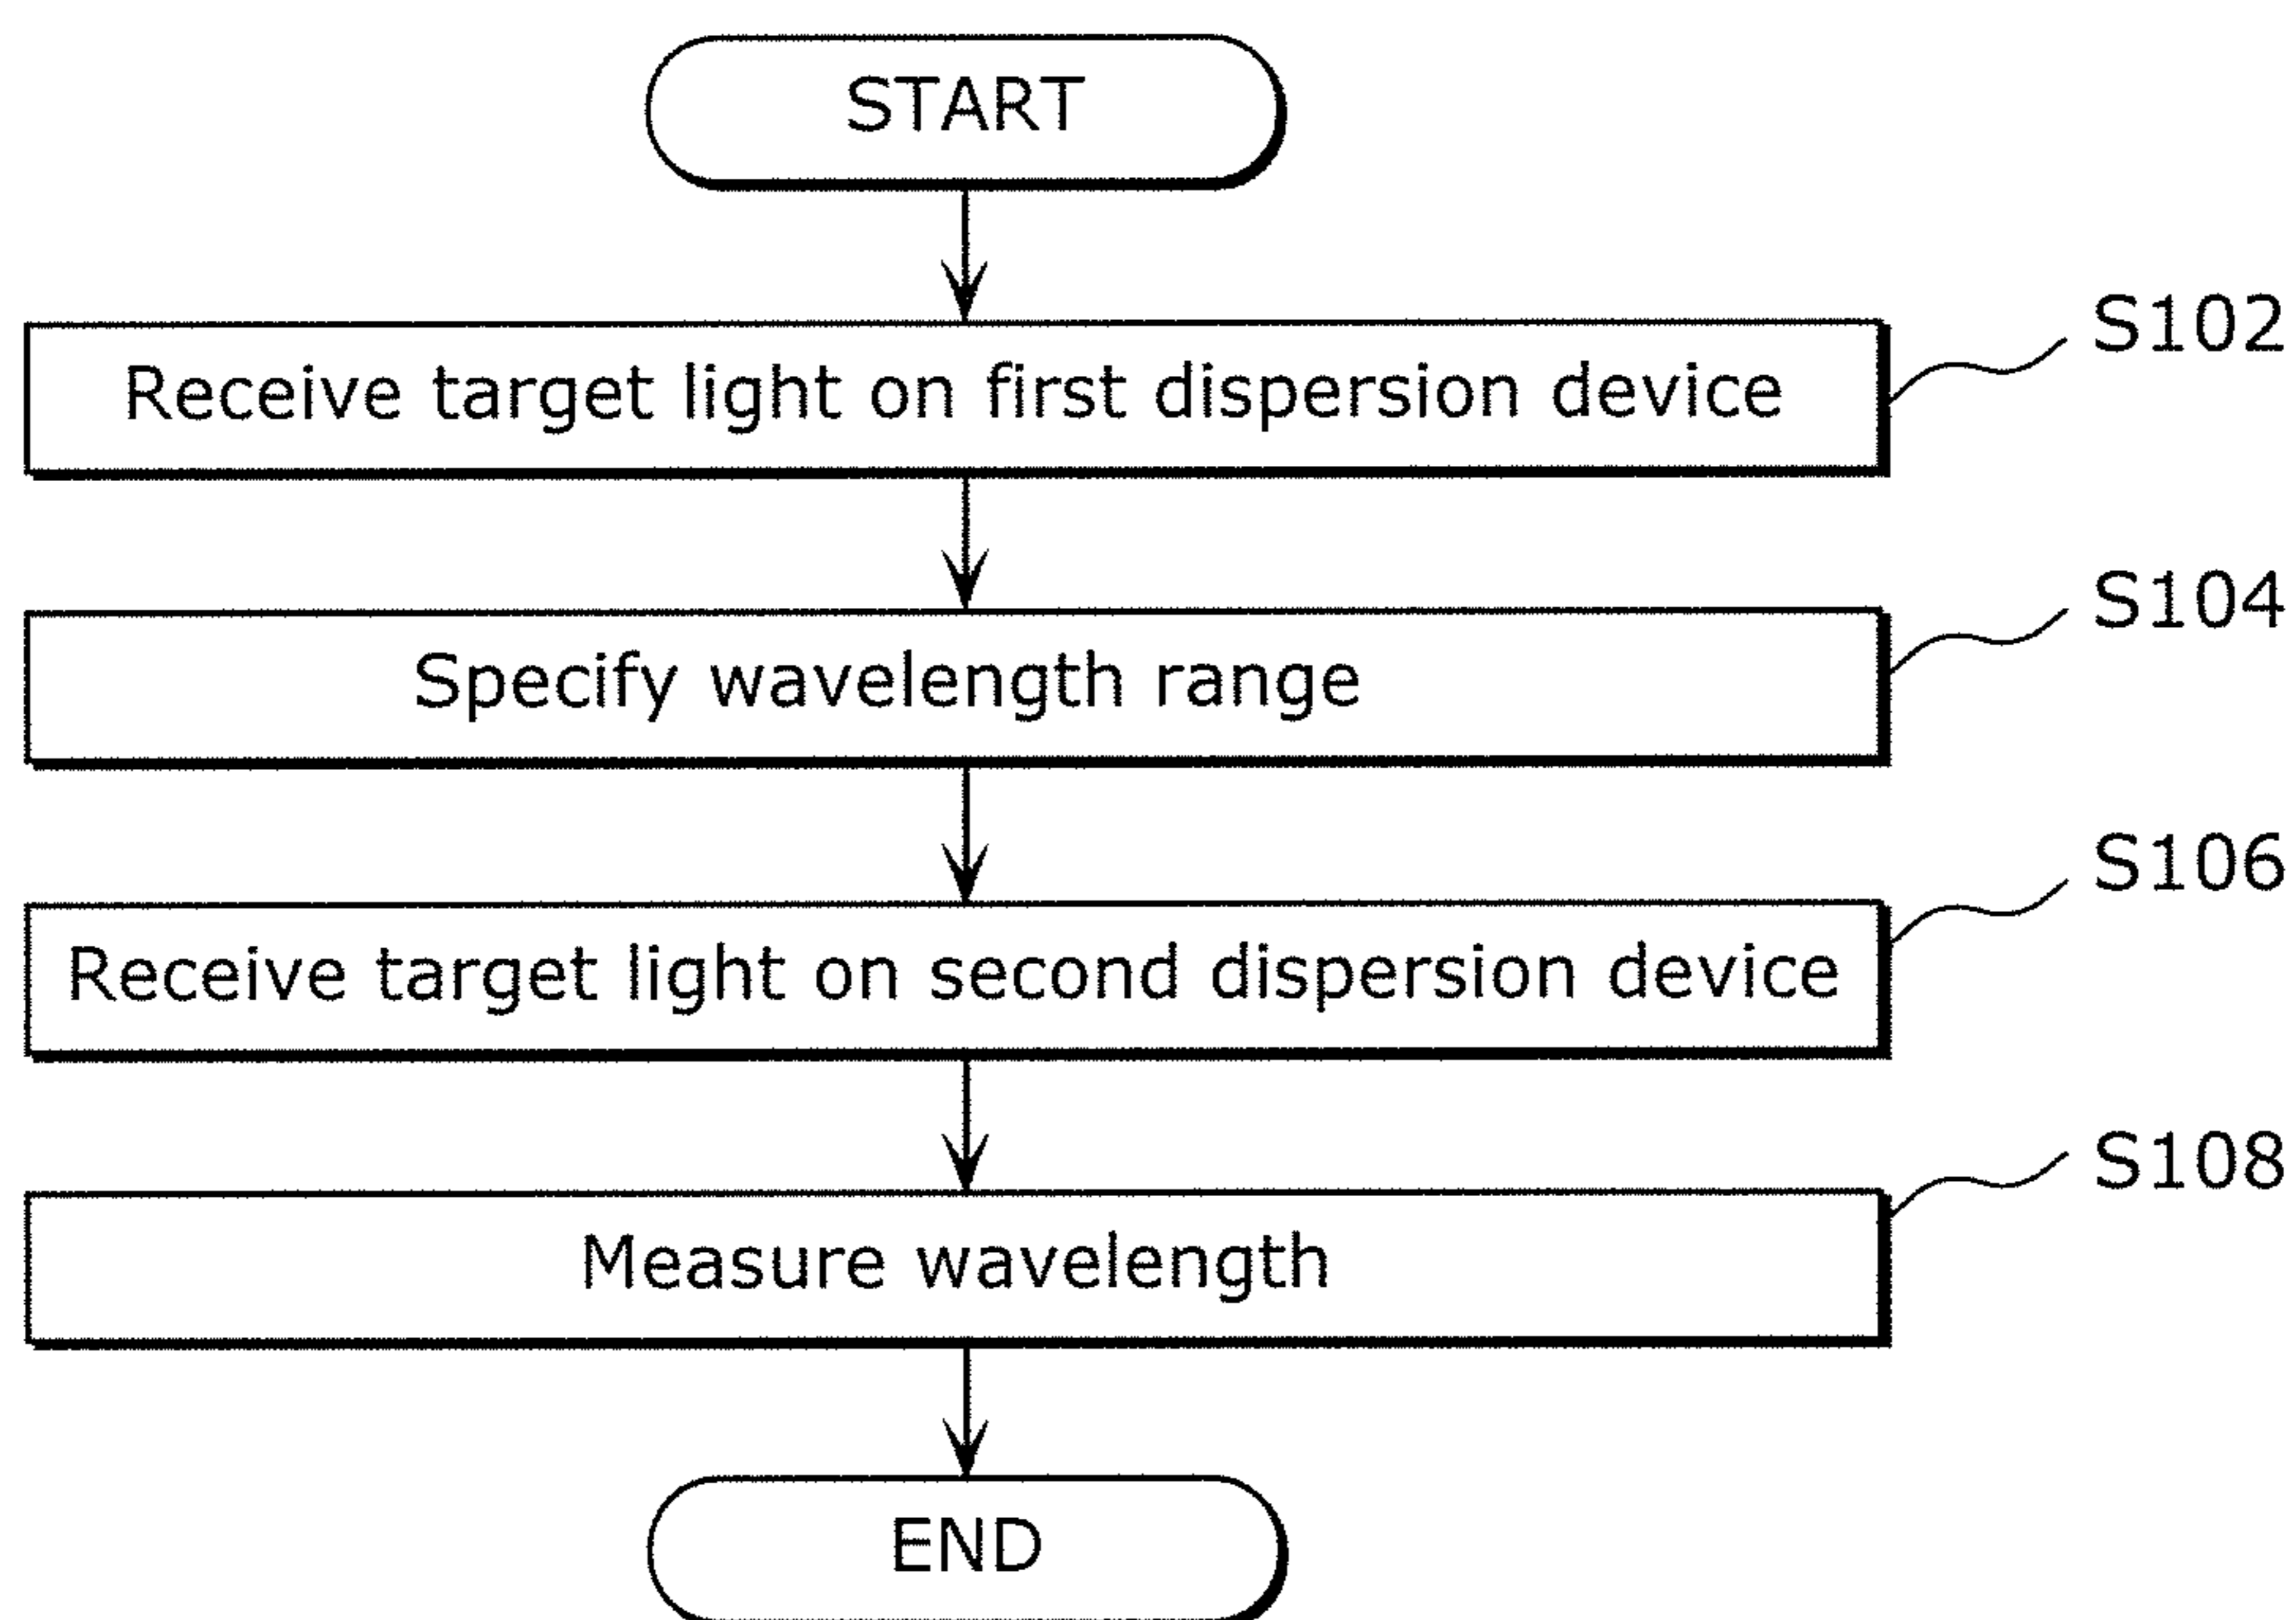 START
Receive target light on first dispersion device
S102
Specify wavelength range
S104
Receive target light on second dispersion device
S106
Measure wavelength
S108
END